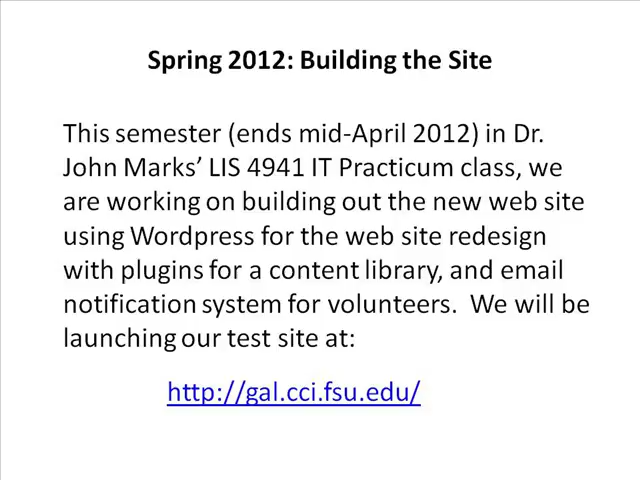 Spring 2012: Building the Site
This semester (ends mid-April 2012) in Dr.
John Marks’ LIS 4941 IT Practicum class, we
are working on building out the new web site
using Wordpress for the web site redesign
with plugins for a content library, and email
notification system for volunteers.  We will be
launching our test site at:
http://gal.cci.fsu.edu/